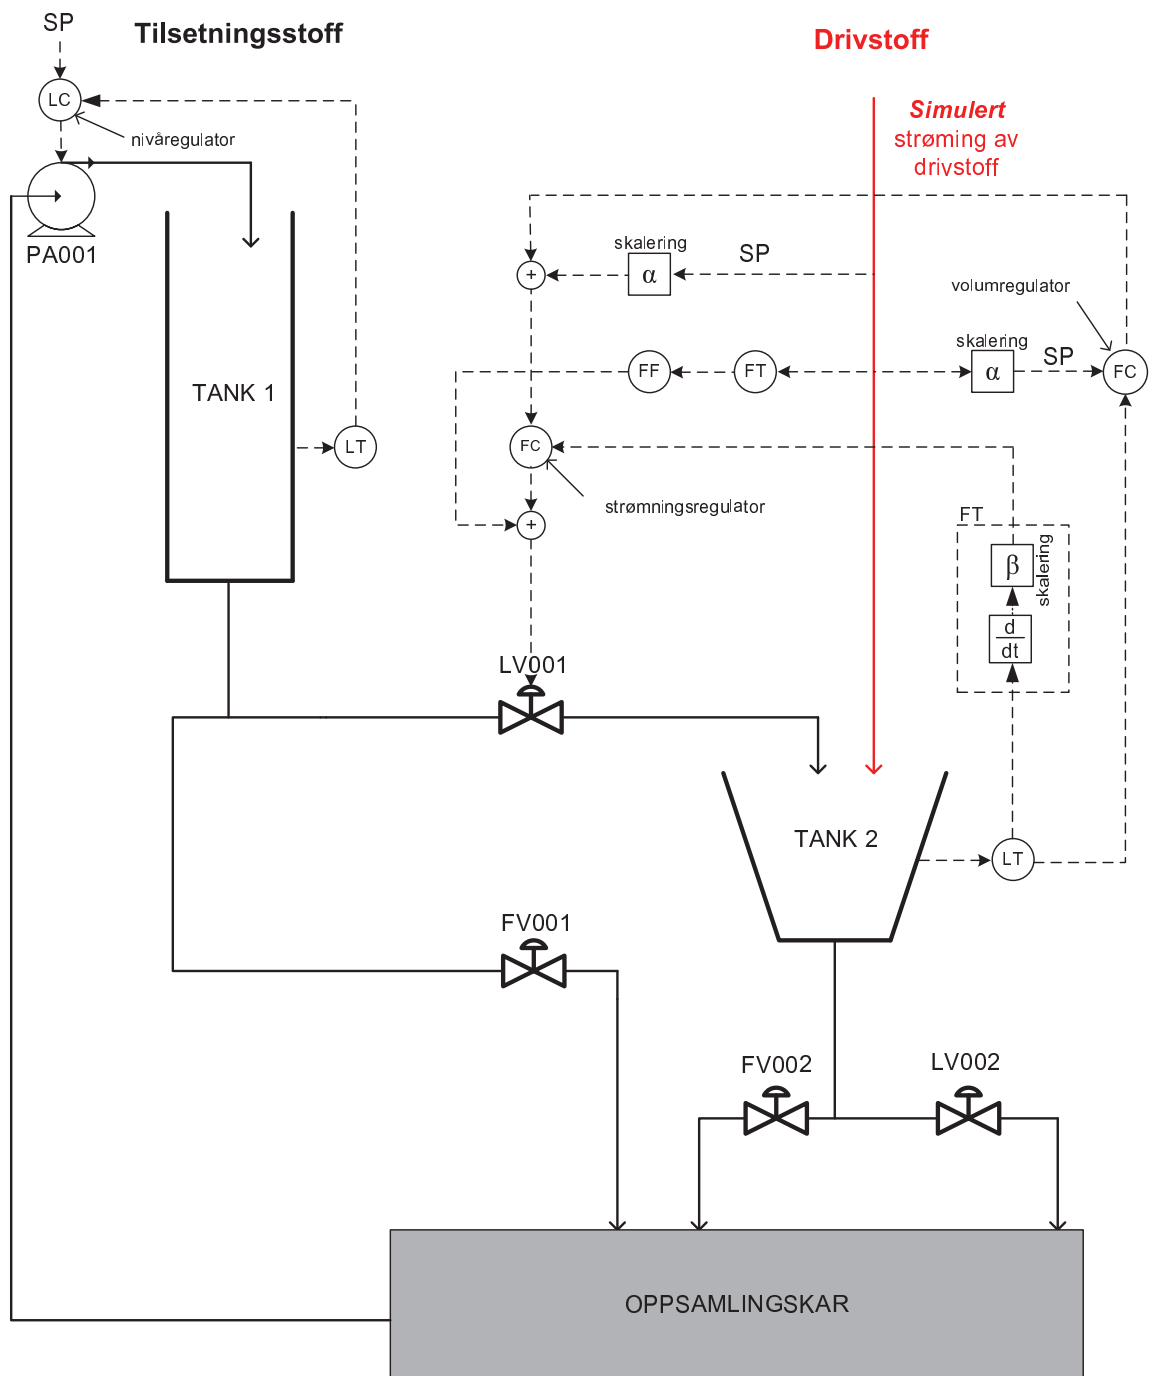 SP
Tilsetningsstoff
Drivstoff
LC
nivåregulator
PA001
Simulert
strøming av
drivstoff
skalering
α
SP
+
volumregulator
skalering
α
SP
FC
FF
FT
TANK 1
LT
FC
strømningsregulator
+
FT
β
skalering
d
dt
LV001
TANK 2
LT
FV001
FV002
LV002
OPPSAMLINGSKAR